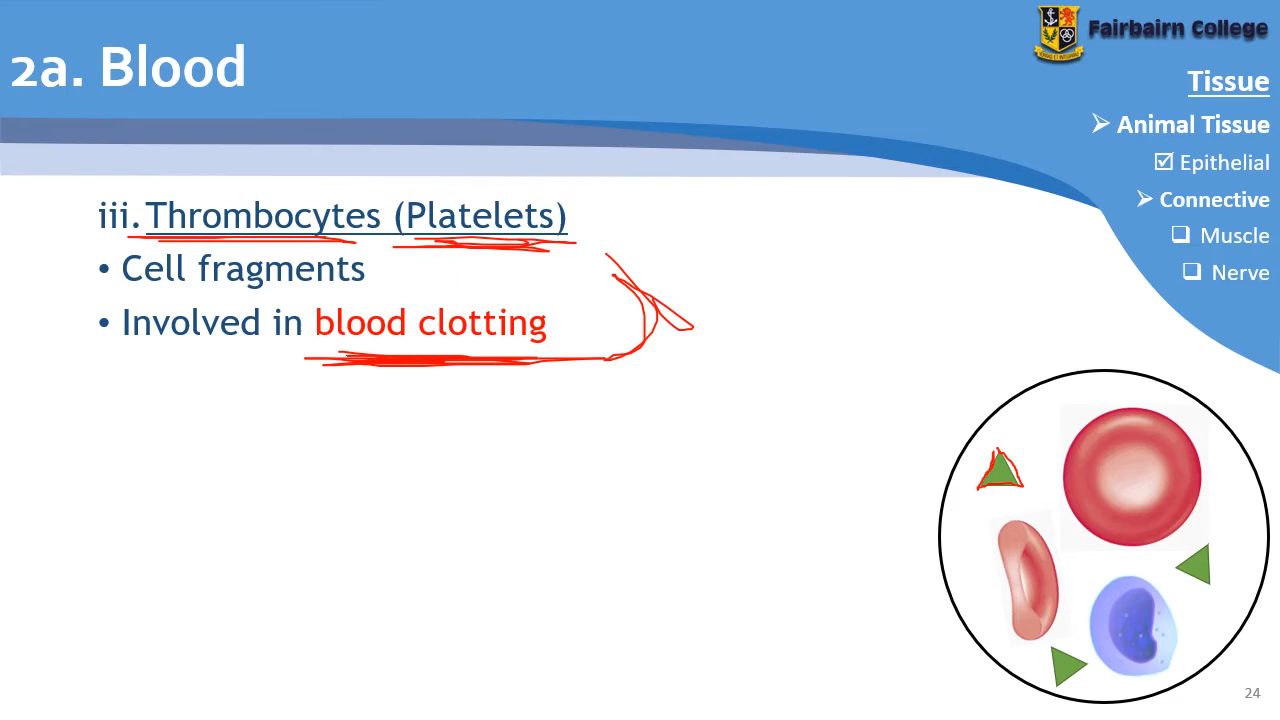 Fairbairn College
2a. Blood
Tissue
Animal Tissue
Epithelial
Connective
Muscle
Nerve
iii. Thrombocytes (Platelets)
• Cell fragments
• Involved in blood clotting
24